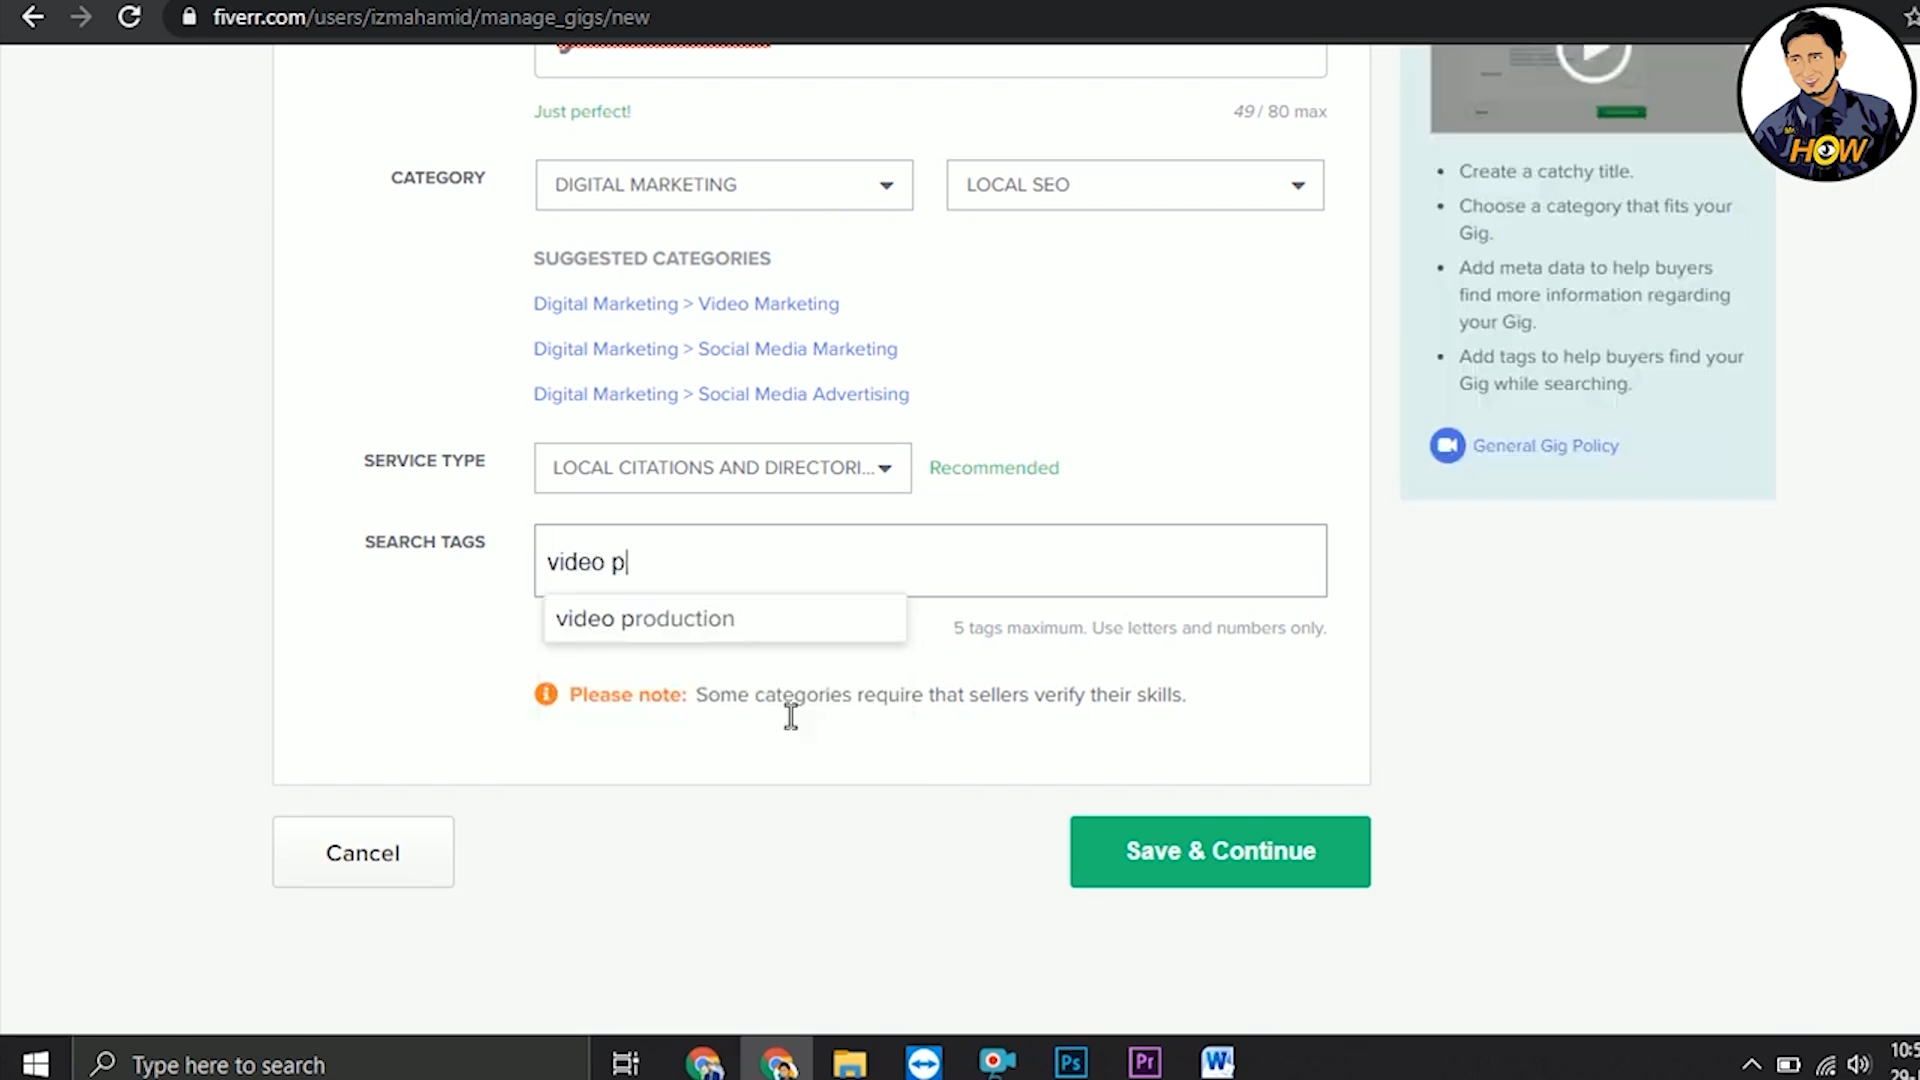 fiverr.com/users/izmahamid/manage_gigs/new
HOW
Just perfect!
49 / 80 max
CATEGORY
DIGITAL MARKETING
LOCAL SEO
SUGGESTED CATEGORIES
Digital Marketing > Video Marketing
Digital Marketing > Social Media Marketing
Digital Marketing > Social Media Advertising
SERVICE TYPE
LOCAL CITATIONS AND DIRECTORI...
Recommended
SEARCH TAGS
video p
video production
5 tags maximum. Use letters and numbers only.
Please note: Some categories require that sellers verify their skills.
Cancel
Save & Continue
• Create a catchy title.
• Choose a category that fits your
Gig.
• Add meta data to help buyers
find more information regarding
your Gig.
• Add tags to help buyers find your
Gig while searching.
General Gig Policy
Type here to search
Ps
Pr
W